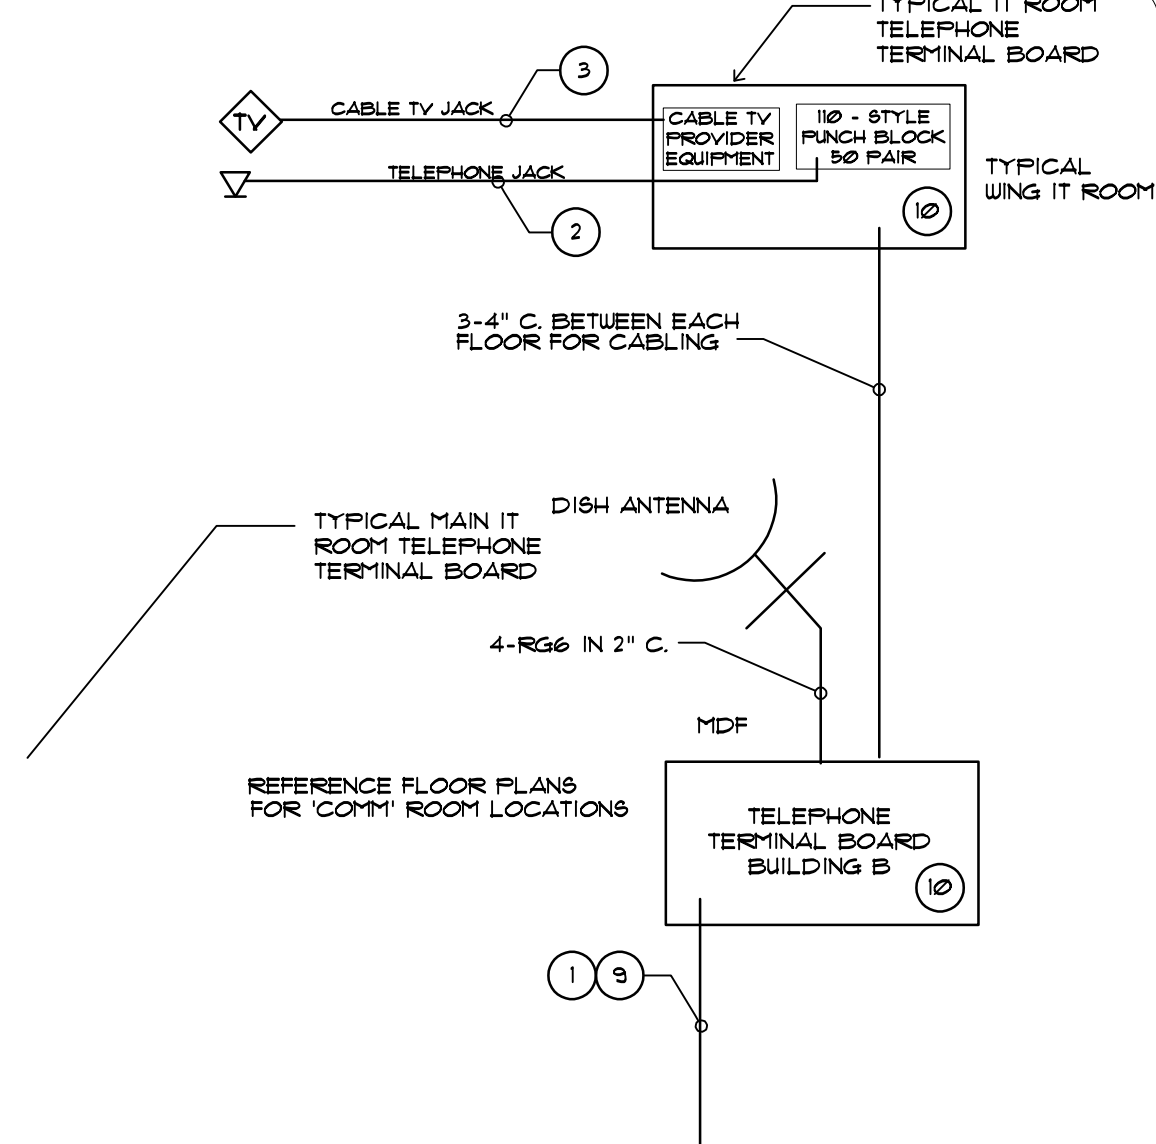 TYPICAL IT ROOM
TELEPHONE
TERMINAL BOARD
3
TV
CABLE TV JACK
CABLE TV
PROVIDER
EQUIPMENT
110 - STYLE
PUNCH BLOCK
50 PAIR
TELEPHONE JACK
TYPICAL
WING IT ROOM
10
2
3-4" C. BETWEEN EACH
FLOOR FOR CABLING
DISH ANTENNA
TYPICAL MAIN IT
ROOM TELEPHONE
TERMINAL BOARD
4-RG6 IN 2" C.
MDF
REFERENCE FLOOR PLANS
FOR 'COMM' ROOM LOCATIONS
TELEPHONE
TERMINAL BOARD
BUILDING B
10
1 9